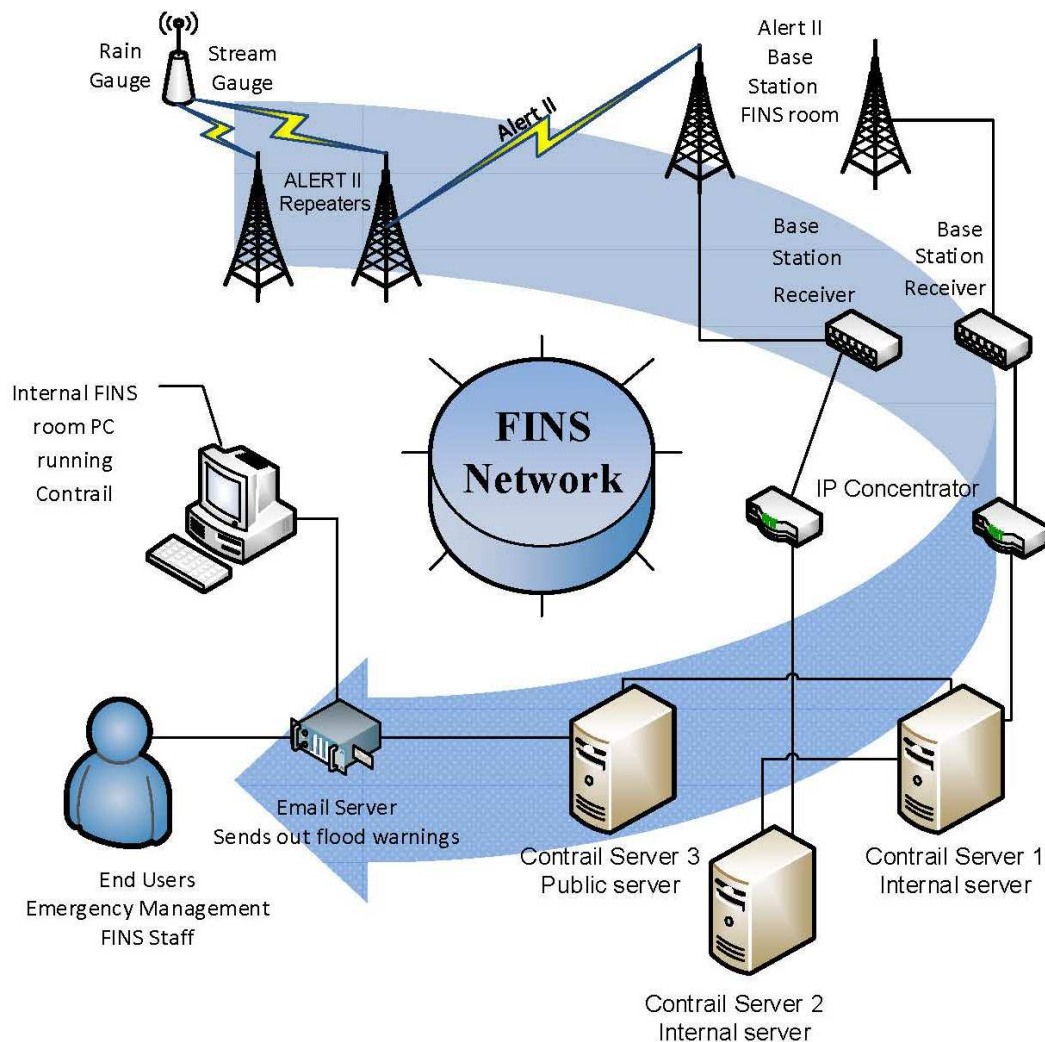 Rain
Gauge
Stream
Gauge
Alert II
Alert II
Base
Station
FINS room
ALERT II
Repeaters
Base
Station
Receiver
Base
Station
Receiver
Internal FINS
room PC
running
Contrail
FINS
Network
IP Concentrator
Email Server
Sends out flood warnings
Contrail Server 3
Public server
Contrail Server 1
Internal server
End Users
Emergency Management
FINS Staff
Contrail Server 2
Internal server